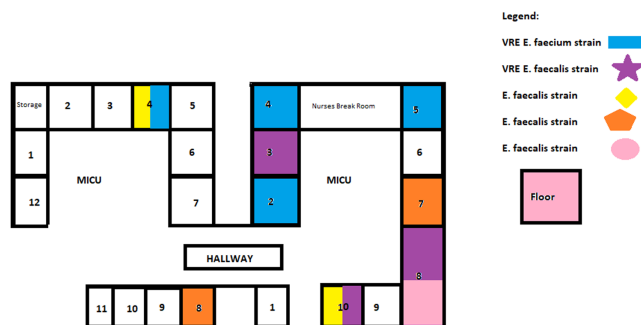 Legend:
VRE E. faecium strain
VRE E. faecalis strain
E. faecalis strain
E. faecalis strain
E. faecalis strain
Floor
Storage 2 3 4 5
1 6
MICU
12 7
4 Nurses Break Room 5
3 6
MICU
2 7
8
HALLWAY
11 10 9 8 1
10 9